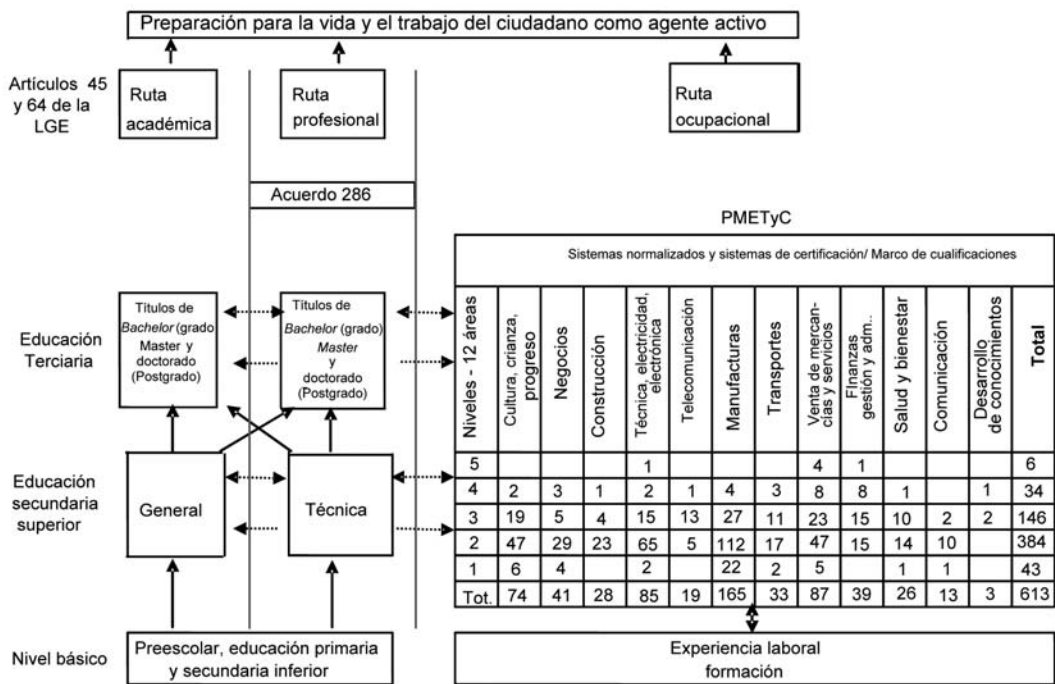 Preparación para la vida y el trabajo del ciudadano como agente activo
Artículos 45
y 64 de la
LGE
Ruta
académica
Ruta
profesional
Ruta
ocupacional
Acuerdo 286
PMETyC
Sistemas normalizados y sistemas de certificación/ Marco de cualificaciones
Educación
Terciaria
Títulos de
Bachelor (grado
Master y
doctorado
(Postgrado)
Títulos de
Bachelor (grado)
Master
y
doctorado
(Postgrado)
Niveles - 12 áreas
Cultura, crianza,
progreso
Negocios
Construcción
Técnica, electricidad,
electrónica
Telecomunicación
Manufacturas
Transportes
Venta de mercan-
cías y servicios
FInanzas
gestión y adm..
Salud y bienestar
Comunicación
Desarrollo
de conocimientos
Total
5 1 4 1 6
4 2 3 1 2 1 4 3 8 8 1 1 34
3 19 5 4 15 13 27 11 23 15 10 2 2 146
2 47 29 23 65 5 112 17 47 15 14 10 384
1 6 4 2 22 2 5 1 1 43
Tot. 74 41 28 85 19 165 33 87 39 26 13 3 613
Educación
secundaria
superior
General
Técnica
Nivel básico
Preescolar, educación primaria
y secundaria inferior
Experiencia laboral
formación